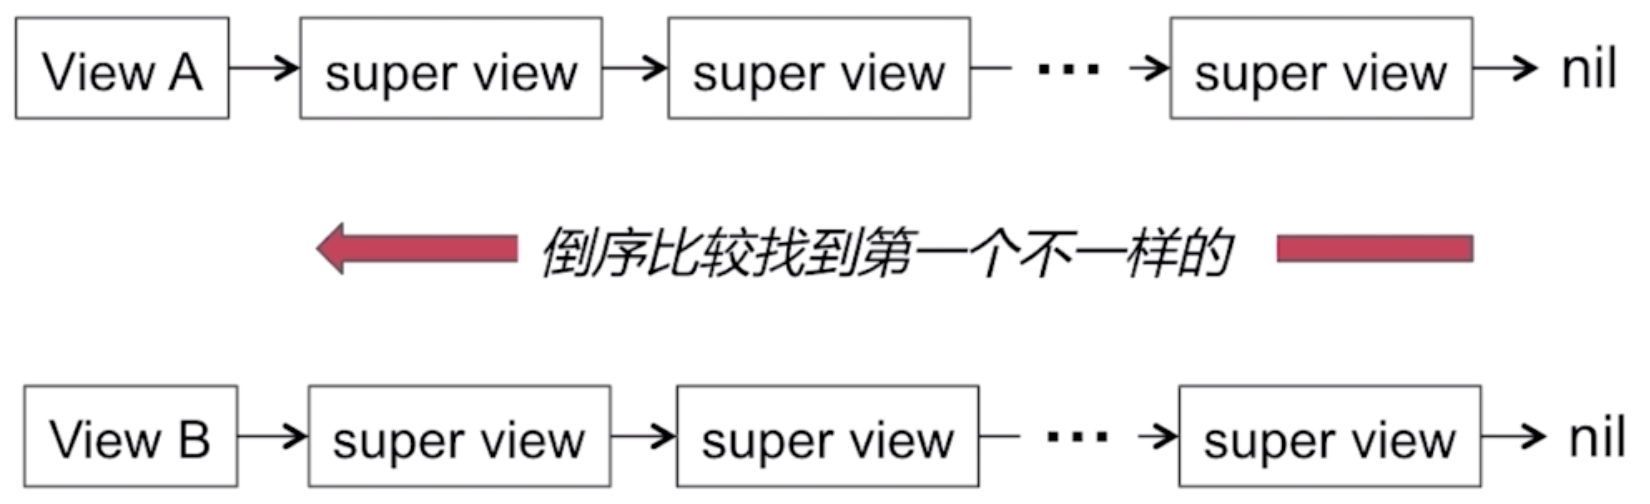 View A super view super view ... super view nil
倒序比较找到第一个不一样的
View B super view super view ... super view nil